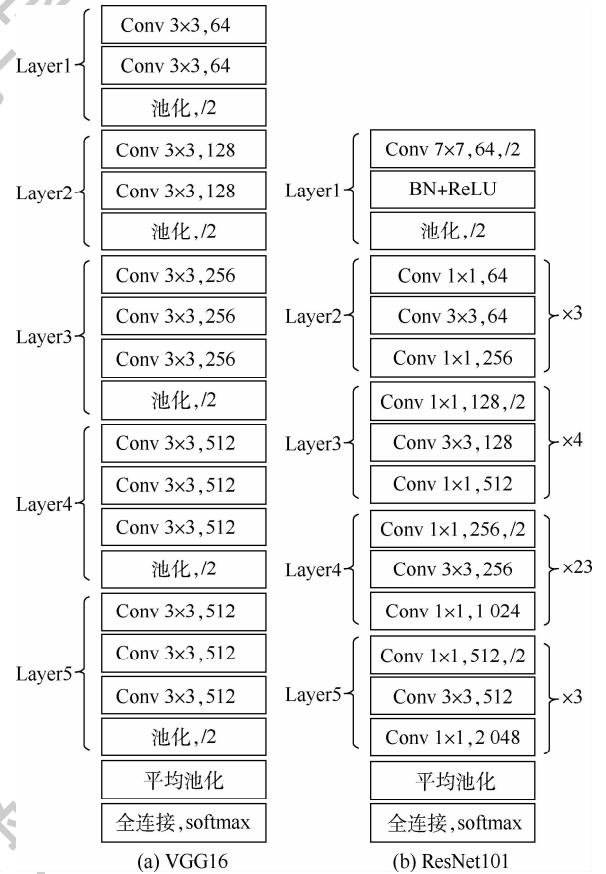 Layer1
Conv 3×3,64
Conv 3×3,64
池化,/2
Layer2
Conv 3×3,128
Conv 3×3,128
池化,/2
Layer3
Conv 3×3,256
Conv 3×3,256
Conv 3×3,256
池化,/2
Layer4
Conv 3×3,512
Conv 3×3,512
Conv 3×3,512
池化,/2
Layer5
Conv 3×3,512
Conv 3×3,512
Conv 3×3,512
池化,/2
平均池化
全连接,softmax
(a) VGG16
Layer1
Conv 7×7,64,/2
BN+ReLU
池化,/2
Layer2
Conv 1×1,64
Conv 3×3,64
Conv 1×1,256
×3
Layer3
Conv 1×1,128,/2
Conv 3×3,128
Conv 1×1,512
×4
Layer4
Conv 1×1,256,/2
Conv 3×3,256
Conv 1×1,1 024
×23
Layer5
Conv 1×1,512,/2
Conv 3×3,512
Conv 1×1,2 048
×3
平均池化
全连接,softmax
(b) ResNet101